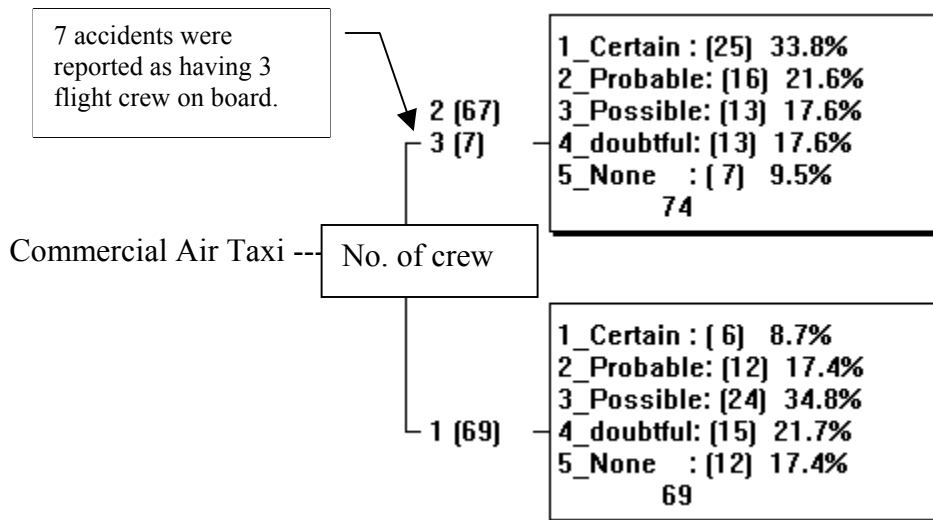 7 accidents were
reported as having 3
flight crew on board.
2 (67)
3 (7)
1_Certain : (25) 33.8%
2_Probable: (16) 21.6%
3_Possible: (13) 17.6%
4_doubtful: (13) 17.6%
5_None : ( 7) 9.5%
74
Commercial Air Taxi ---
No. of crew
1 (69)
1_Certain : ( 6) 8.7%
2_Probable: (12) 17.4%
3_Possible: (24) 34.8%
4_doubtful: (15) 21.7%
5_None : (12) 17.4%
69